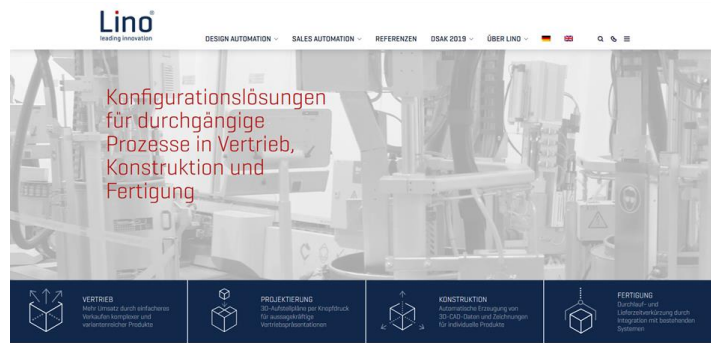 Lino
leading innovation
DESIGN AUTOMATION SALES AUTOMATION REFERENZEN DSAK 2019 ÜBER LINO
Konfigurationslösungen
für durchgängige
Prozesse in Vertrieb,
Konstruktion und
Fertigung
VERTRIEB
Mehr Umsatz durch einfacheres
Verkaufen komplexer und
variantenreicher Produkte
PROJEKTIERUNG
3D-Aufstellpläne per Knopfdruck
für aussagekräftige
Vertriebspräsentationen
KONSTRUKTION
Automatische Erzeugung von
3D-CAD-Daten und Zeichnungen
für individuelle Produkte
FERTIGUNG
Durchlauf- und
Lieferzeitverkürzung durch
Integration mit bestehenden
Systemen